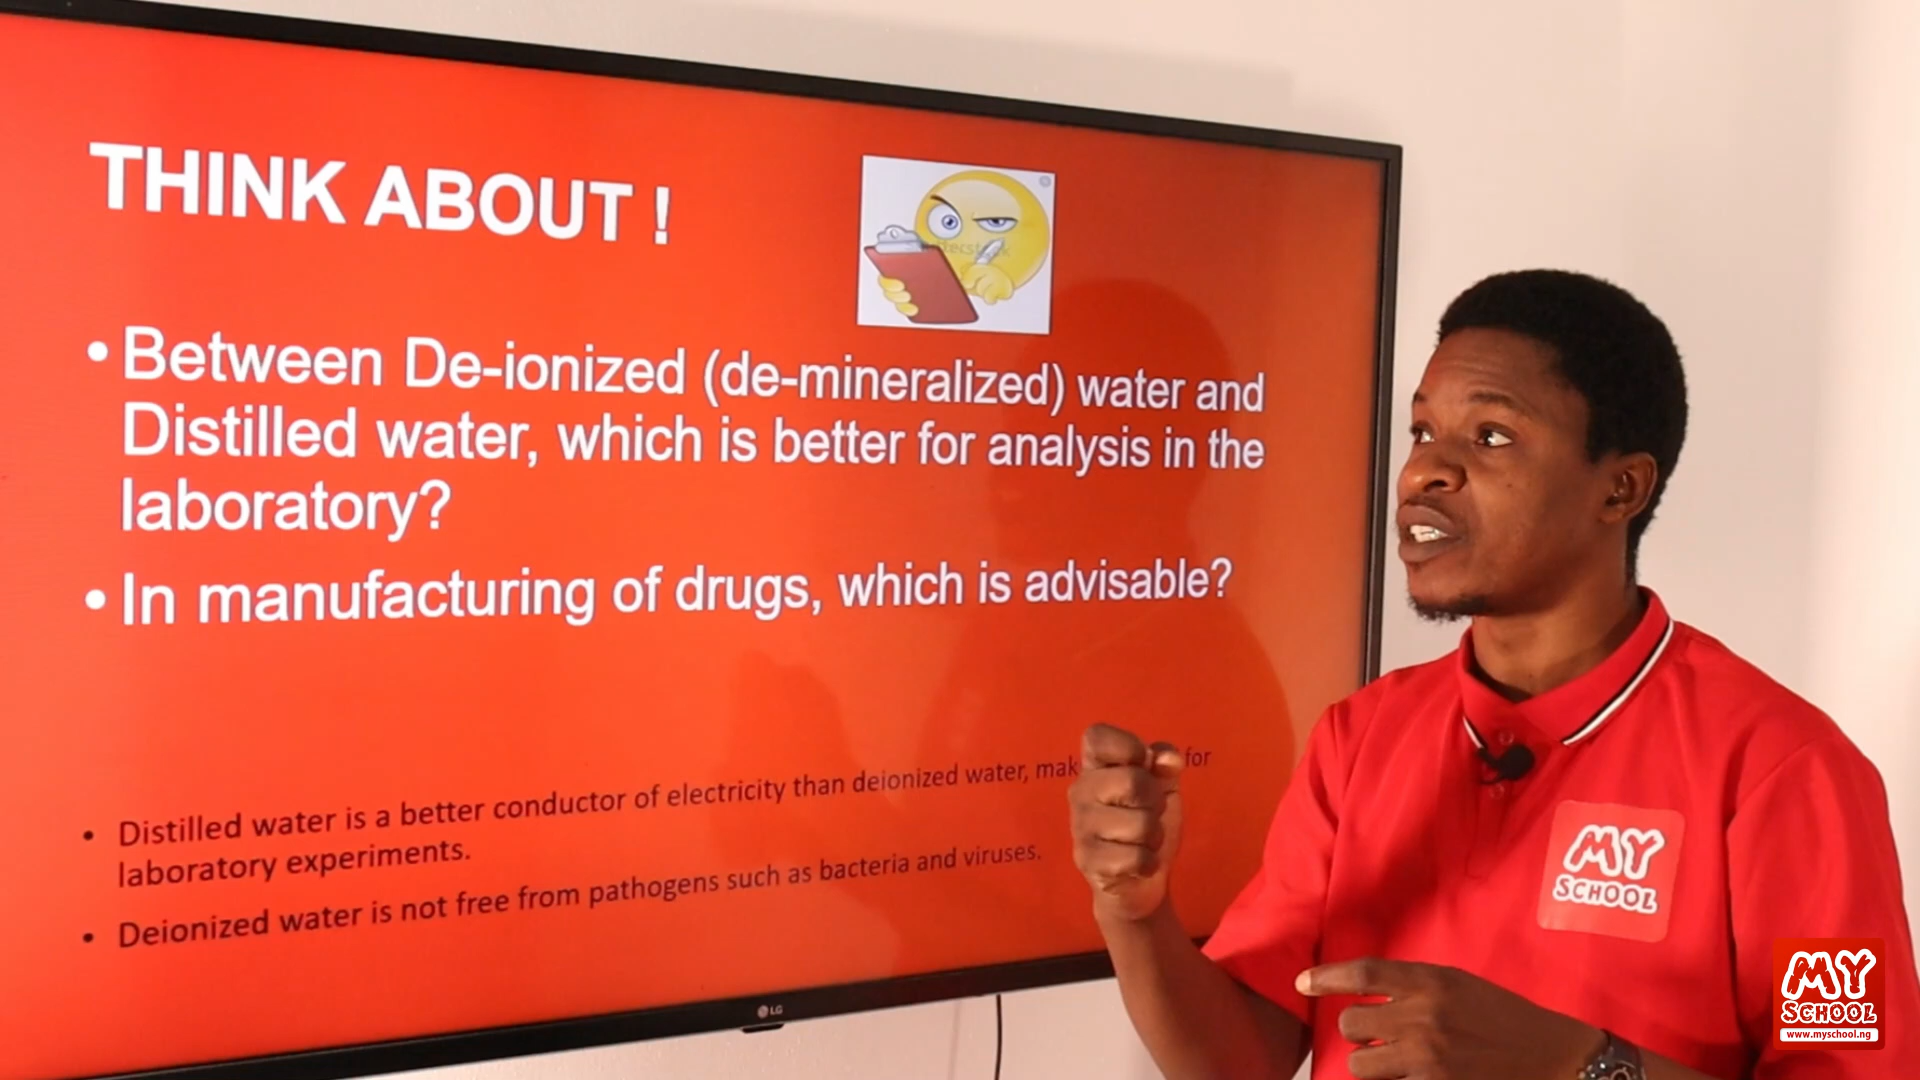 THINK ABOUT !
• Between De-ionized (de-mineralized) water and
Distilled water, which is better for analysis in the
laboratory?
• In manufacturing of drugs, which is advisable?
• Distilled water is a better conductor of electricity than deionized water, for
laboratory experiments.
• Deionized water is not free from pathogens such as bacteria and viruses.
LG
MY
SCHOOL
MY
SCHOOL
www.myschool.ng